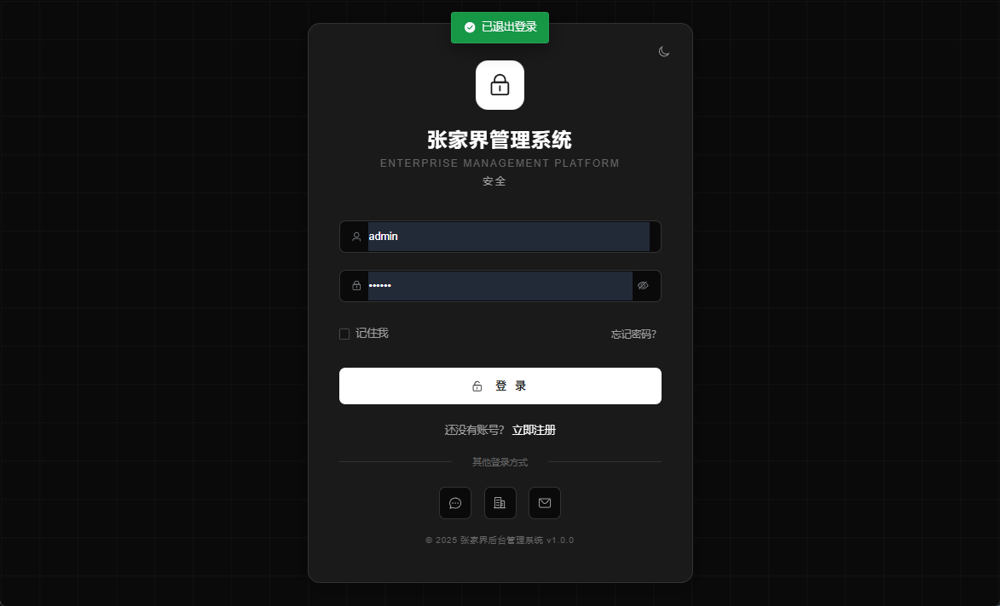 已退出登录
张家界管理系统
ENTERPRISE MANAGEMENT PLATFORM
安全
admin
••••••
记住我 忘记密码?
登 录
还没有账号? 立即注册
其他登录方式
© 2025 张家界后台管理系统 v1.0.0